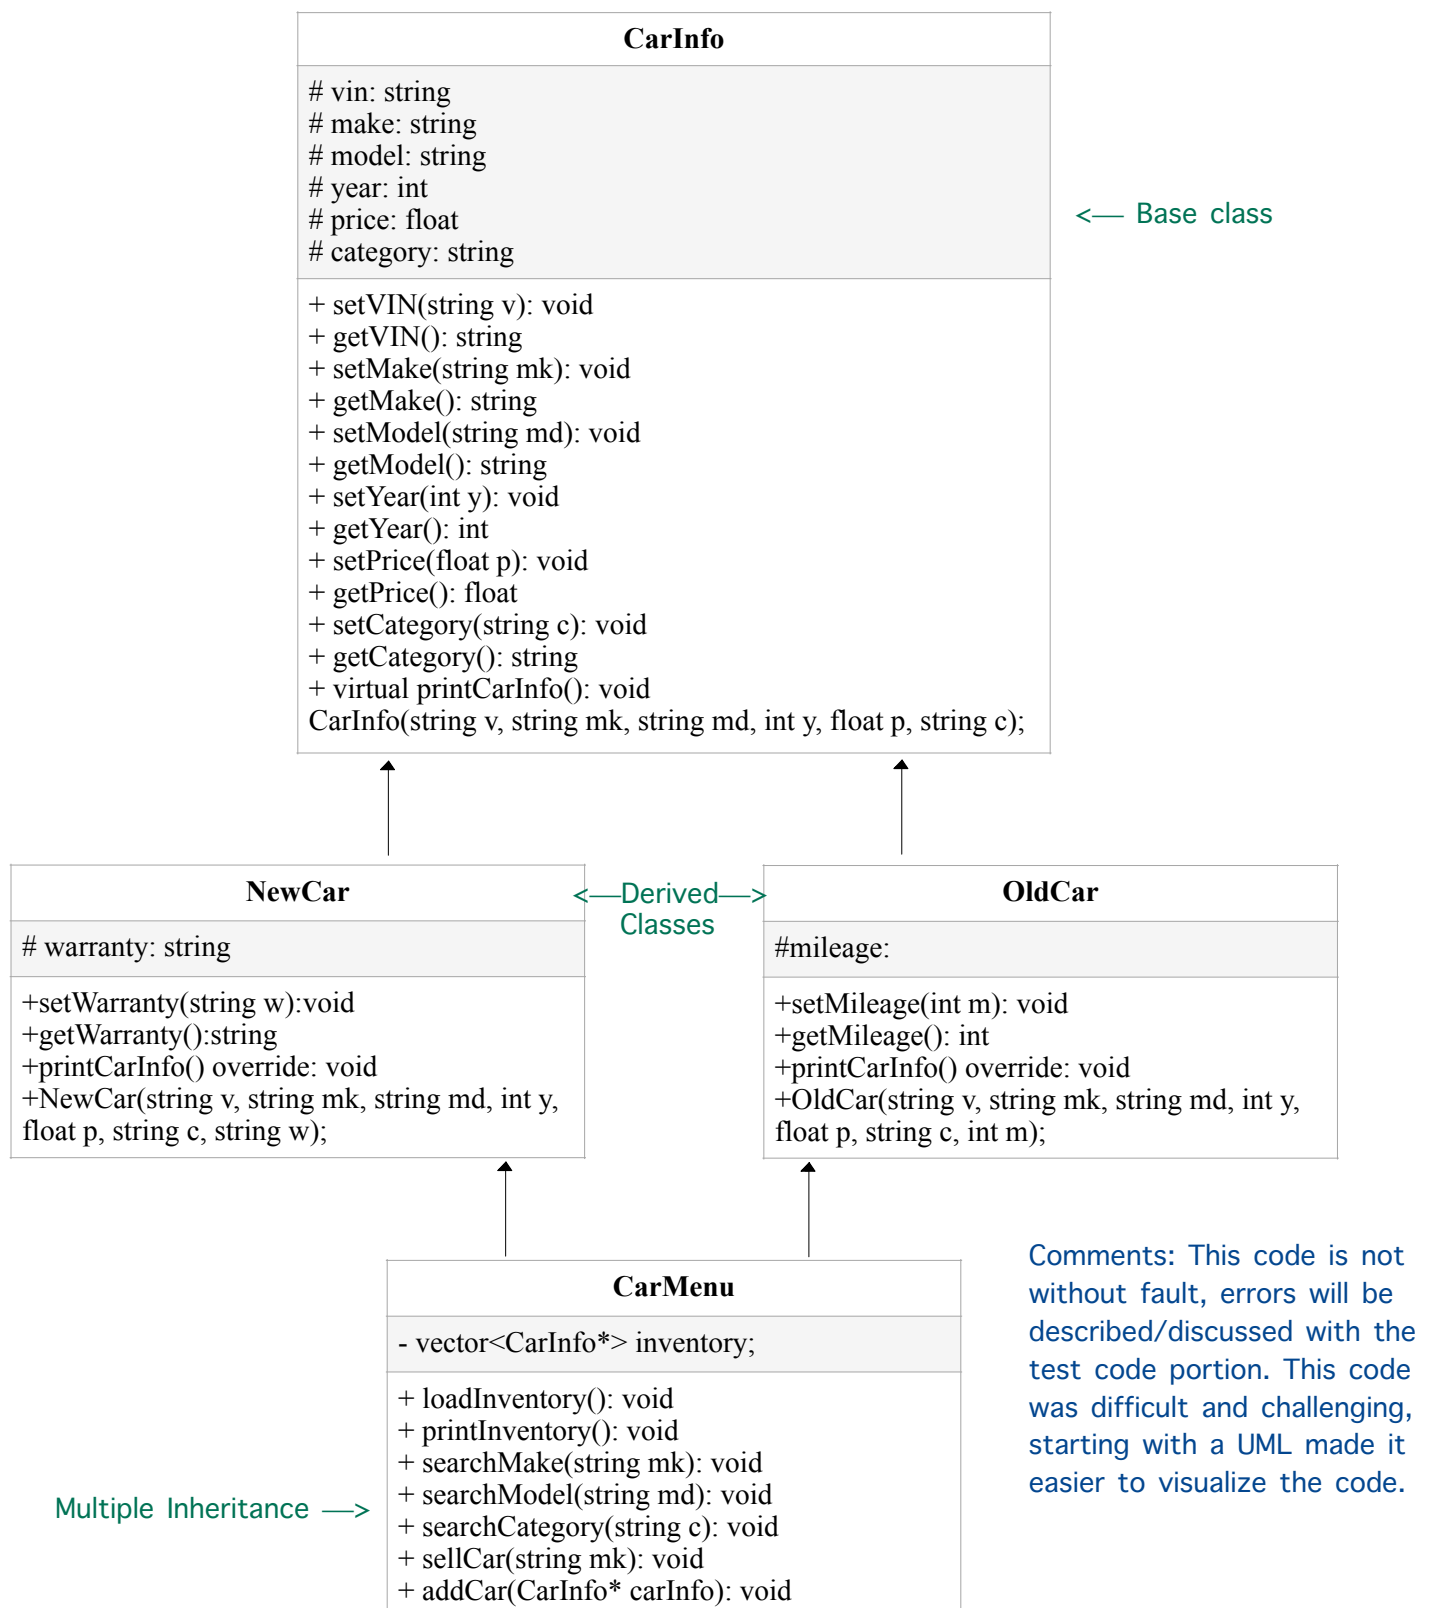 CarInfo
# vin: string
# make: string
# model: string
# year: int
# price: float
# category: string
<— Base class
+ setVIN(string v): void
+ getVIN(): string
+ setMake(string mk): void
+ getMake(): string
+ setModel(string md): void
+ getModel(): string
+ setYear(int y): void
+ getYear(): int
+ setPrice(float p): void
+ getPrice(): float
+ setCategory(string c): void
+ getCategory(): string
+ virtual printCarInfo(): void
CarInfo(string v, string mk, string md, int y, float p, string c);
NewCar
# warranty: string
+setWarranty(string w):void
+getWarranty():string
+printCarInfo() override: void
+NewCar(string v, string mk, string md, int y,
float p, string c, string w);
<—Derived—>
Classes
OldCar
#mileage:
+setMileage(int m): void
+getMileage(): int
+printCarInfo() override: void
+OldCar(string v, string mk, string md, int y,
float p, string c, int m);
CarMenu
- vector<CarInfo*> inventory;
+ loadInventory(): void
+ printInventory(): void
+ searchMake(string mk): void
+ searchModel(string md): void
+ searchCategory(string c): void
+ sellCar(string mk): void
+ addCar(CarInfo* carInfo): void
Multiple Inheritance —>
Comments: This code is not
without fault, errors will be
described/discussed with the
test code portion. This code
was difficult and challenging,
starting with a UML made it
easier to visualize the code.